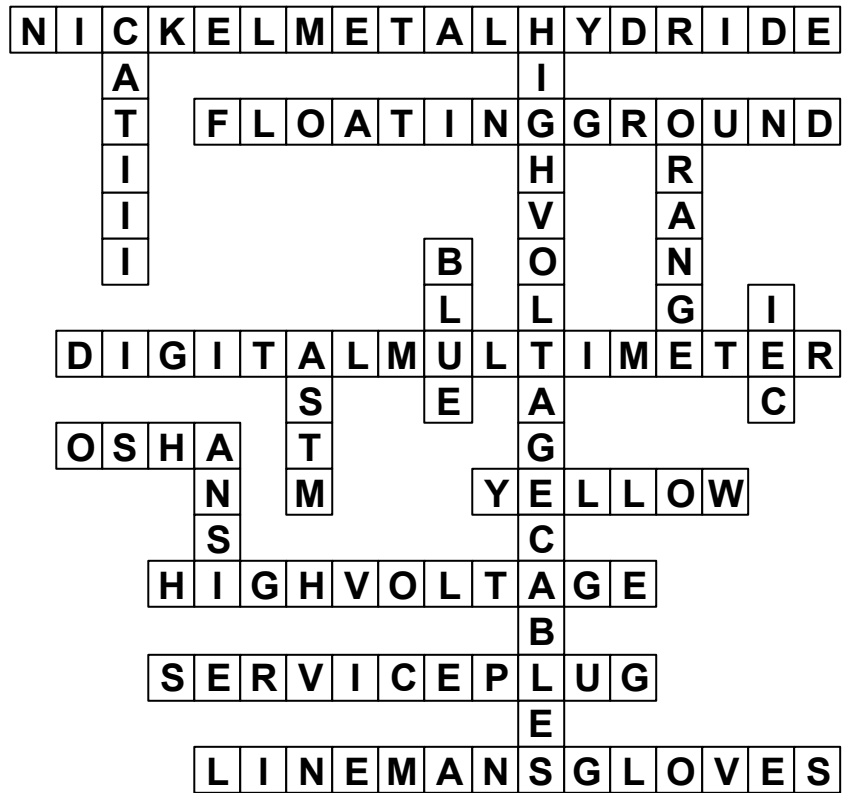 NICKELMETALHYDRIDE
CATIII
HIGHVOLTAGECABLES
FLOATINGGROUND
ORANGE
BLUE
IEC
DIGITALMULTIMETER
ASTM
OSHA
ANSI
YELLOW
HIGHVOLTAGE
SERVICEPLUG
LINEMANSGLOVES